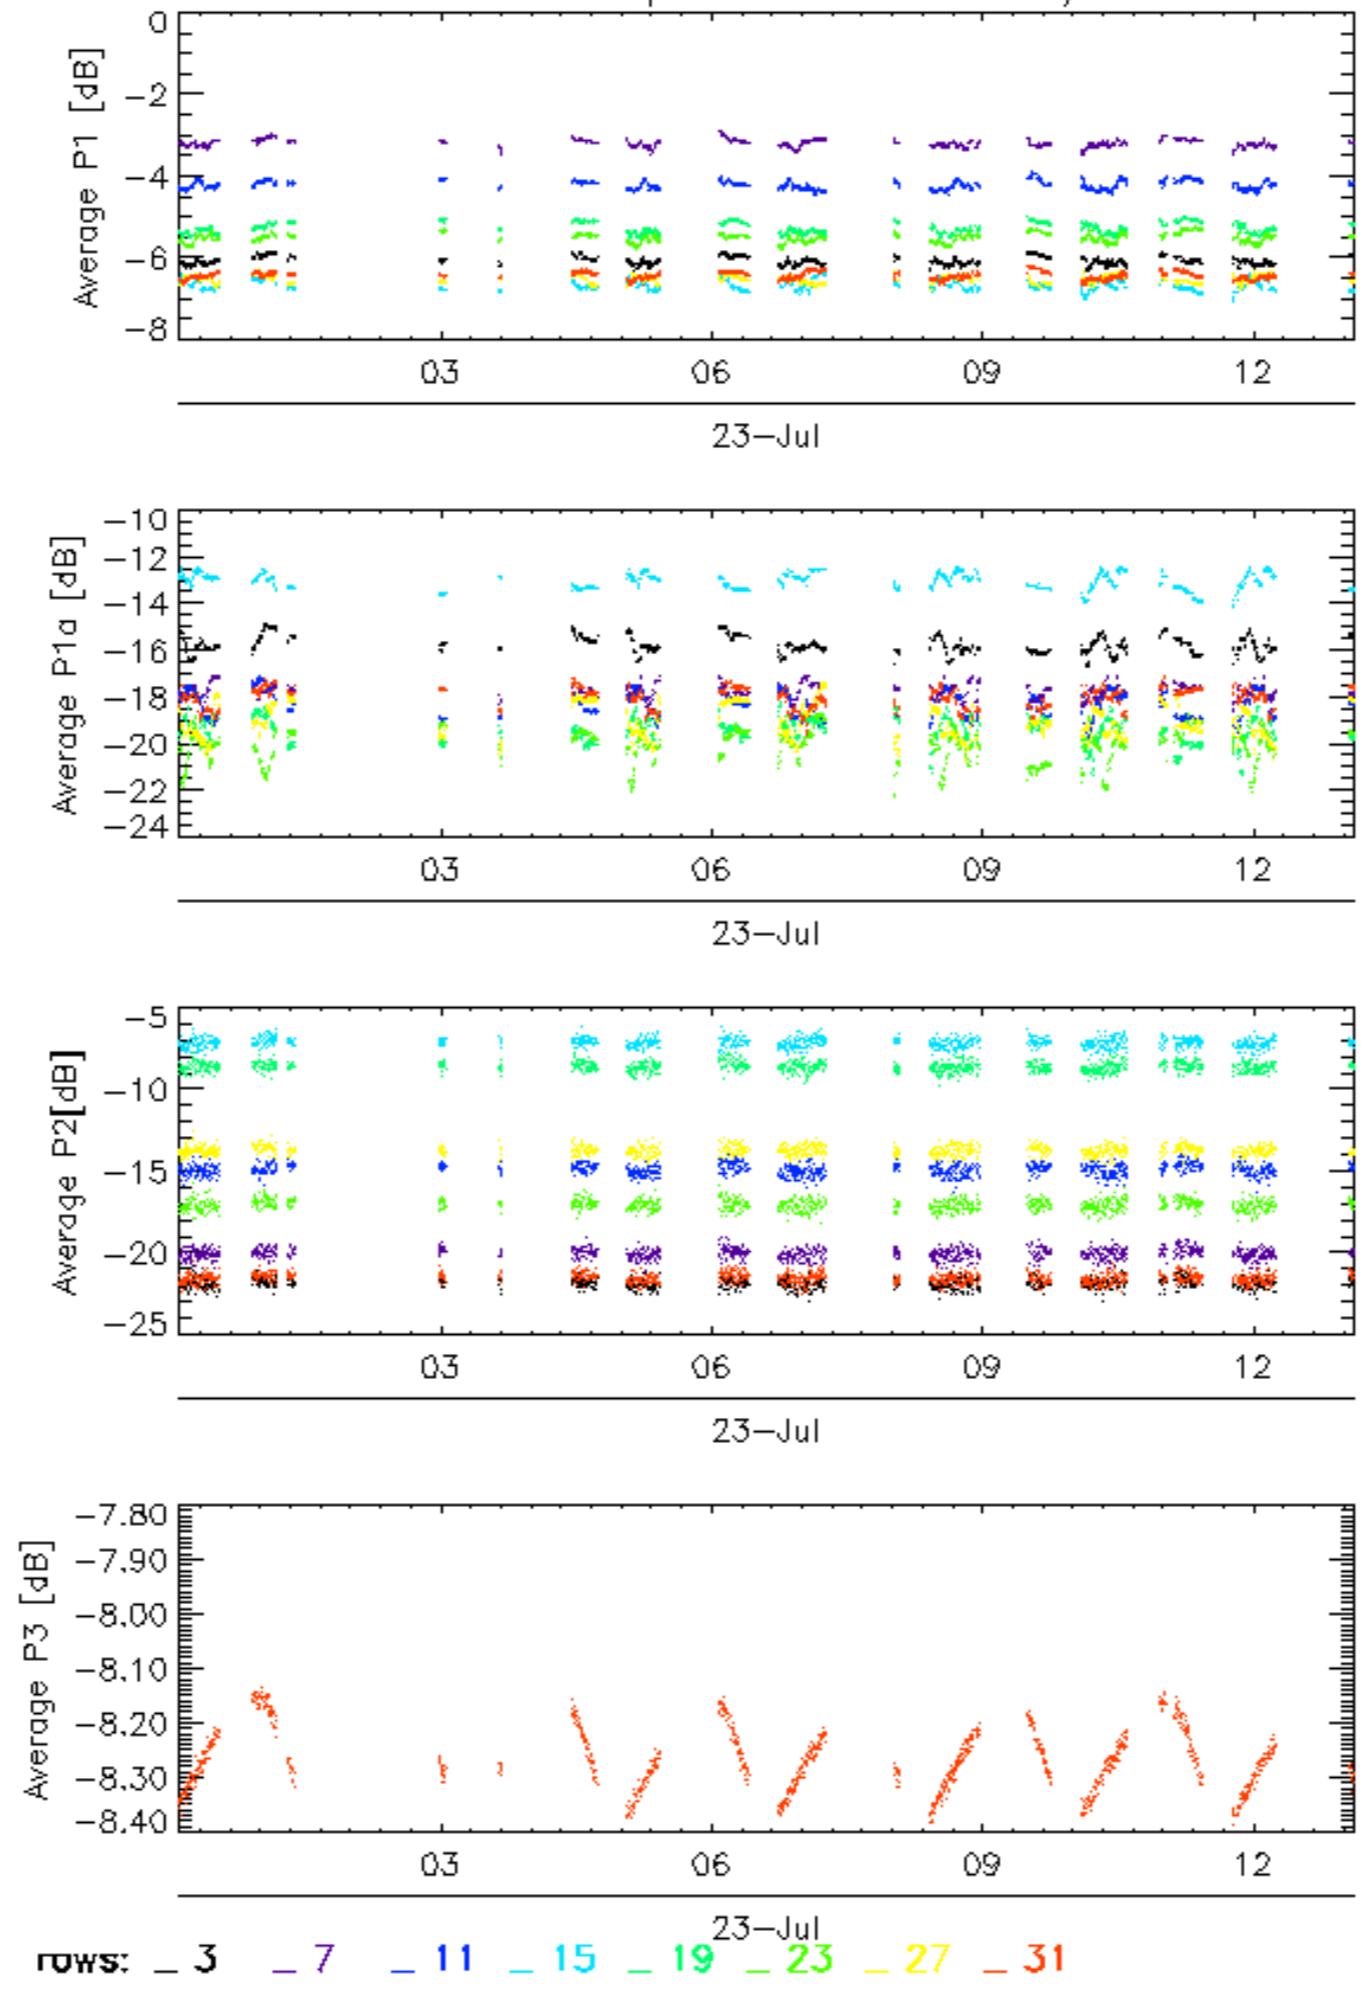 Average P1 [dB]
0
-2
-4
-6
-8
03 06 09 12
23-Jul
Average P1a [dB]
-10
-12
-14
-16
-18
-20
-22
-24
03 06 09 12
23-Jul
Average P2[dB]
-5
-10
-15
-20
-25
03 06 09 12
23-Jul
Average P3 [dB]
-7.80
-7.90
-8.00
-8.10
-8.20
-8.30
-8.40
03 06 09 12
23-Jul
rows: _ 3 _ 7 _ 11 _ 15 _ 19 _ 23 _ 27 _ 31